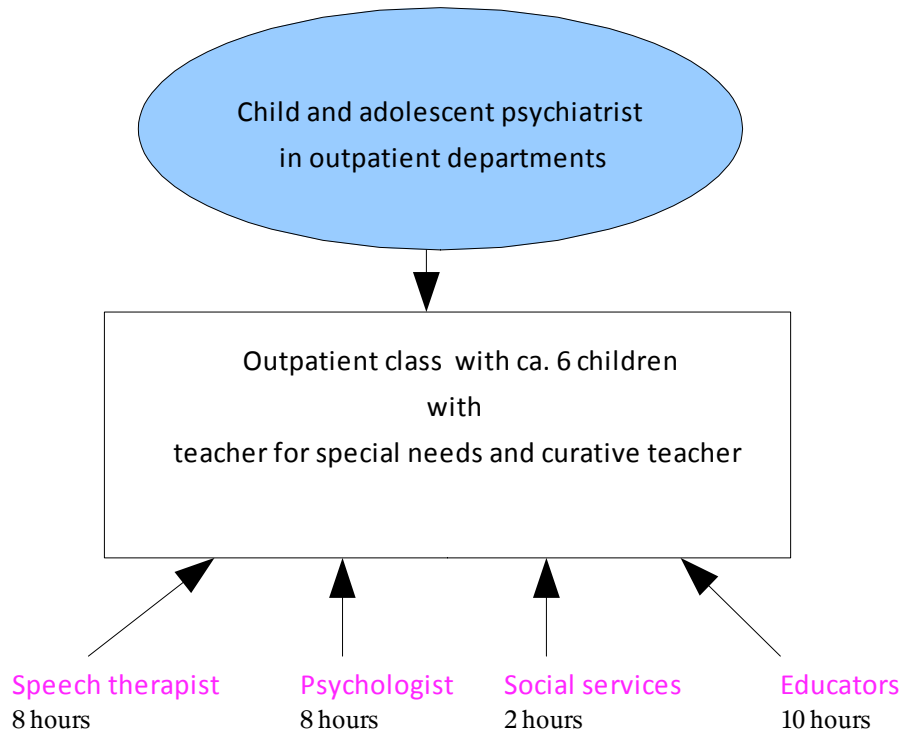 Child and adolescent psychiatrist
in outpatient departments
Outpatient class with ca. 6 children
with
teacher for special needs and curative teacher
Speech therapist
8 hours
Psychologist
8 hours
Social services
2 hours
Educators
10 hours